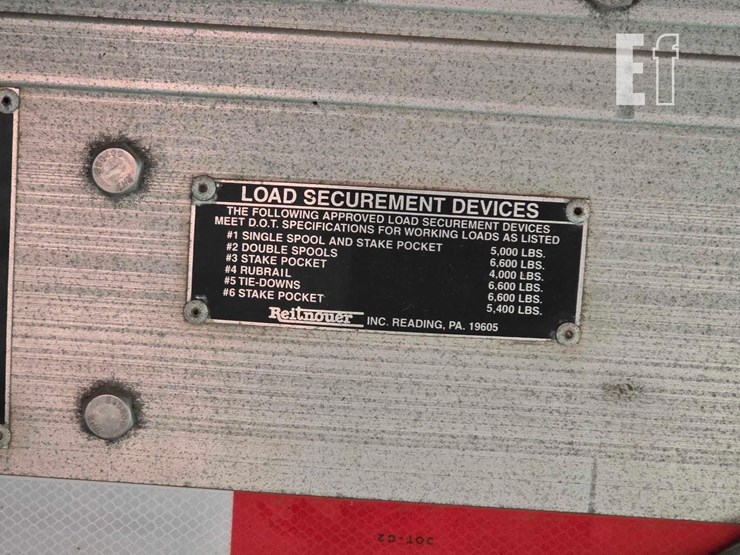 Ef
LOAD SECUREMENT DEVICES
THE FOLLOWING APPROVED LOAD SECUREMENT DEVICES
MEET D.O.T. SPECIFICATIONS FOR WORKING LOADS AS LISTED
#1 SINGLE SPOOL AND STAKE POCKET 5,000 LBS.
#2 DOUBLE SPOOLS 6,600 LBS.
#3 STAKE POCKET 4,000 LBS.
#4 RUBRAIL 6,600 LBS.
#5 TIE-DOWNS 6,600 LBS.
#6 STAKE POCKET 5,400 LBS.
Reitnouer INC. READING, PA. 19605
DOT-C2